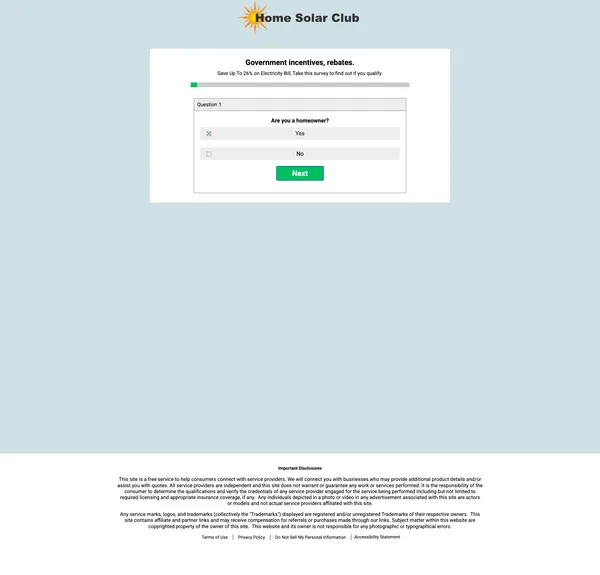 Home Solar Club
Government incentives, rebates.
Save Up To 26% on Electricity Bill, Take this survey to find out if you qualify.
Question 1
Are you a homeowner?
Yes
No
Next
Important Disclosures
This site is a free service to help consumers connect with service providers. We will connect you with businesses who may provide additional product details and/or
assist you with quotes. All service providers are independent and this site does not warrant or guarantee any work or services performed. It is the responsibility of the
consumer to determine the qualifications and verify the credentials of any service provider engaged for the service being performed including but not limited to
required licensing and appropriate insurance coverage, if any. Any individuals depicted in a photo or video in any advertisement associated with this site are actors
or models and not actual service providers affiliated with this site.
Any service marks, logos, and trademarks (collectively the "Trademarks") displayed are registered and/or unregistered Trademarks of their respective owners. This
site contains affiliate and partner links and may receive compensation for referrals or purchases made through our links. Subject matter within this website are
copyrighted property of the owner of this site. This website and its owner is not responsible for any photographic or typographical errors.
Terms of Use | Privacy Policy | Do Not Sell My Personal Information | Accessibility Statement